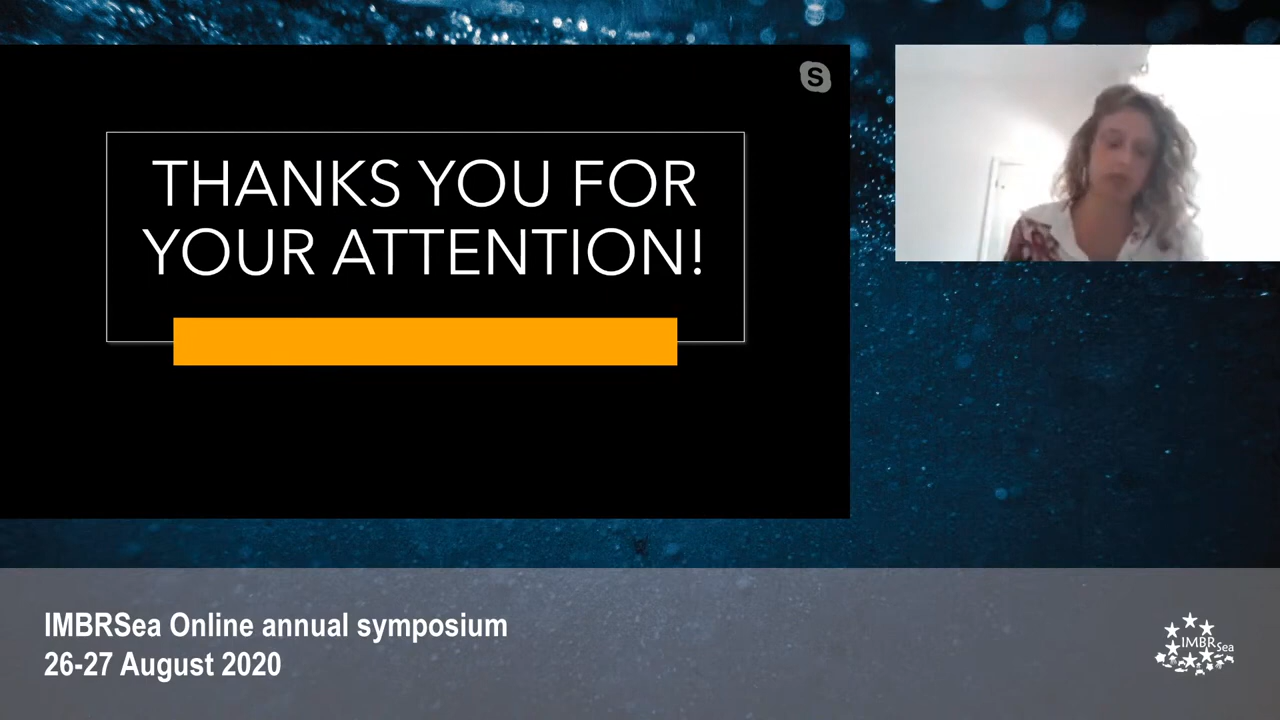 S
THANKS YOU FOR
YOUR ATTENTION!
IMBRSea Online annual symposium
26-27 August 2020
IMBRSea